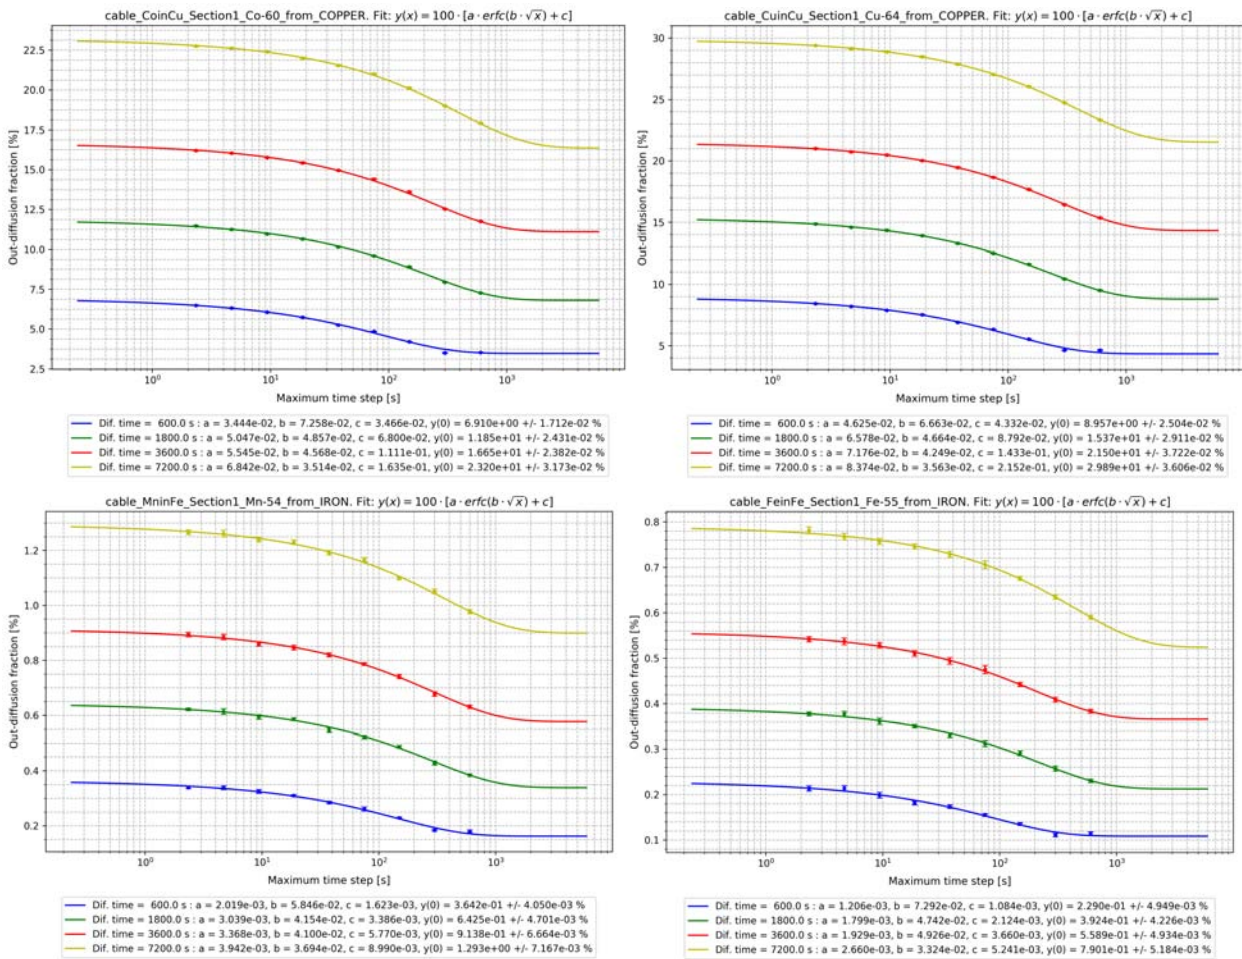 cable_CoinCu_Section1_Co-60_from_COPPER. Fit: y(x) = 100 · [a · erfc(b · √x) + c]
22.5
20.0
17.5
15.0
12.5
10.0
7.5
5.0
2.5
Out-diffusion fraction [%]
10⁰ 10¹ 10² 10³
Maximum time step [s]
Dif. time = 600.0 s : a = 3.444e-02, b = 7.258e-02, c = 3.466e-02, y(0) = 6.910e+00 +/- 1.712e-02 %
Dif. time = 1800.0 s : a = 5.047e-02, b = 4.857e-02, c = 6.800e-02, y(0) = 1.185e+01 +/- 2.431e-02 %
Dif. time = 3600.0 s : a = 5.545e-02, b = 4.568e-02, c = 1.111e-01, y(0) = 1.665e+01 +/- 2.382e-02 %
Dif. time = 7200.0 s : a = 6.842e-02, b = 3.514e-02, c = 1.635e-01, y(0) = 2.320e+01 +/- 3.173e-02 %
cable_CuinCu_Section1_Cu-64_from_COPPER. Fit: y(x) = 100 · [a · erfc(b · √x) + c]
30
25
20
15
10
5
Out-diffusion fraction [%]
10⁰ 10¹ 10² 10³
Maximum time step [s]
Dif. time = 600.0 s : a = 4.625e-02, b = 6.663e-02, c = 4.332e-02, y(0) = 8.957e+00 +/- 2.504e-02 %
Dif. time = 1800.0 s : a = 6.578e-02, b = 4.664e-02, c = 8.792e-02, y(0) = 1.537e+01 +/- 2.911e-02 %
Dif. time = 3600.0 s : a = 7.176e-02, b = 4.249e-02, c = 1.433e-01, y(0) = 2.150e+01 +/- 3.722e-02 %
Dif. time = 7200.0 s : a = 8.374e-02, b = 3.563e-02, c = 2.152e-01, y(0) = 2.989e+01 +/- 3.606e-02 %
cable_MninFe_Section1_Mn-54_from_IRON. Fit: y(x) = 100 · [a · erfc(b · √x) + c]
1.2
1.0
0.8
0.6
0.4
0.2
Out-diffusion fraction [%]
10⁰ 10¹ 10² 10³
Maximum time step [s]
Dif. time = 600.0 s : a = 2.019e-03, b = 5.846e-02, c = 1.623e-03, y(0) = 3.642e-01 +/- 4.050e-03 %
Dif. time = 1800.0 s : a = 3.039e-03, b = 4.154e-02, c = 3.386e-03, y(0) = 6.425e-01 +/- 4.701e-03 %
Dif. time = 3600.0 s : a = 3.368e-03, b = 4.100e-02, c = 5.770e-03, y(0) = 9.138e-01 +/- 6.664e-03 %
Dif. time = 7200.0 s : a = 3.942e-03, b = 3.694e-02, c = 8.990e-03, y(0) = 1.293e+00 +/- 7.167e-03 %
cable_FeinFe_Section1_Fe-55_from_IRON. Fit: y(x) = 100 · [a · erfc(b · √x) + c]
0.8
0.7
0.6
0.5
0.4
0.3
0.2
0.1
Out-diffusion fraction [%]
10⁰ 10¹ 10² 10³
Maximum time step [s]
Dif. time = 600.0 s : a = 1.206e-03, b = 7.292e-02, c = 1.084e-03, y(0) = 2.290e-01 +/- 4.949e-03 %
Dif. time = 1800.0 s : a = 1.799e-03, b = 4.742e-02, c = 2.124e-03, y(0) = 3.924e-01 +/- 4.226e-03 %
Dif. time = 3600.0 s : a = 1.929e-03, b = 4.926e-02, c = 3.660e-03, y(0) = 5.589e-01 +/- 4.934e-03 %
Dif. time = 7200.0 s : a = 2.660e-03, b = 3.324e-02, c = 5.241e-03, y(0) = 7.901e-01 +/- 5.184e-03 %